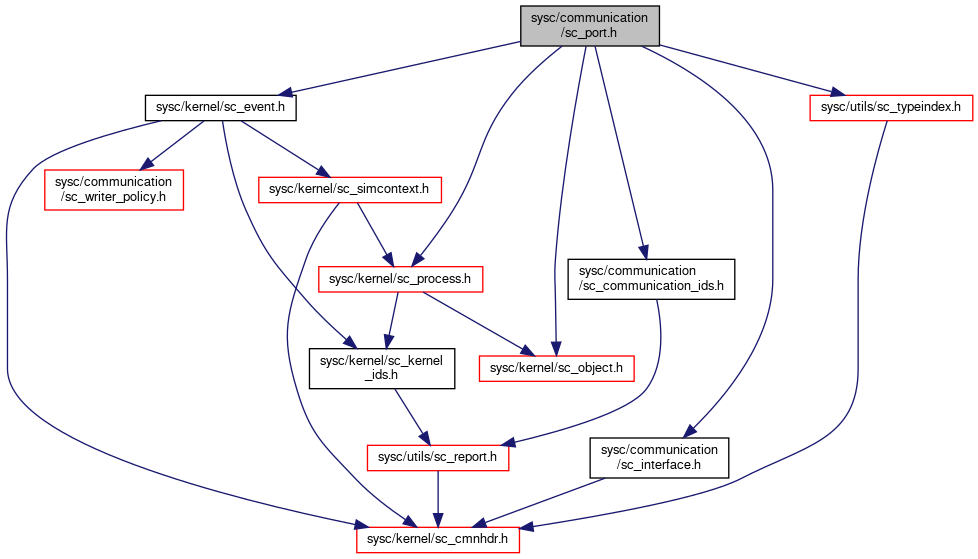 sysc/communication
/sc_port.h
sysc/kernel/sc_event.h
sysc/utils/sc_typeindex.h
sysc/communication
/sc_writer_policy.h
sysc/kernel/sc_simcontext.h
sysc/kernel/sc_process.h
sysc/communication
/sc_communication_ids.h
sysc/kernel/sc_kernel
_ids.h
sysc/kernel/sc_object.h
sysc/utils/sc_report.h
sysc/communication
/sc_interface.h
sysc/kernel/sc_cmnhdr.h